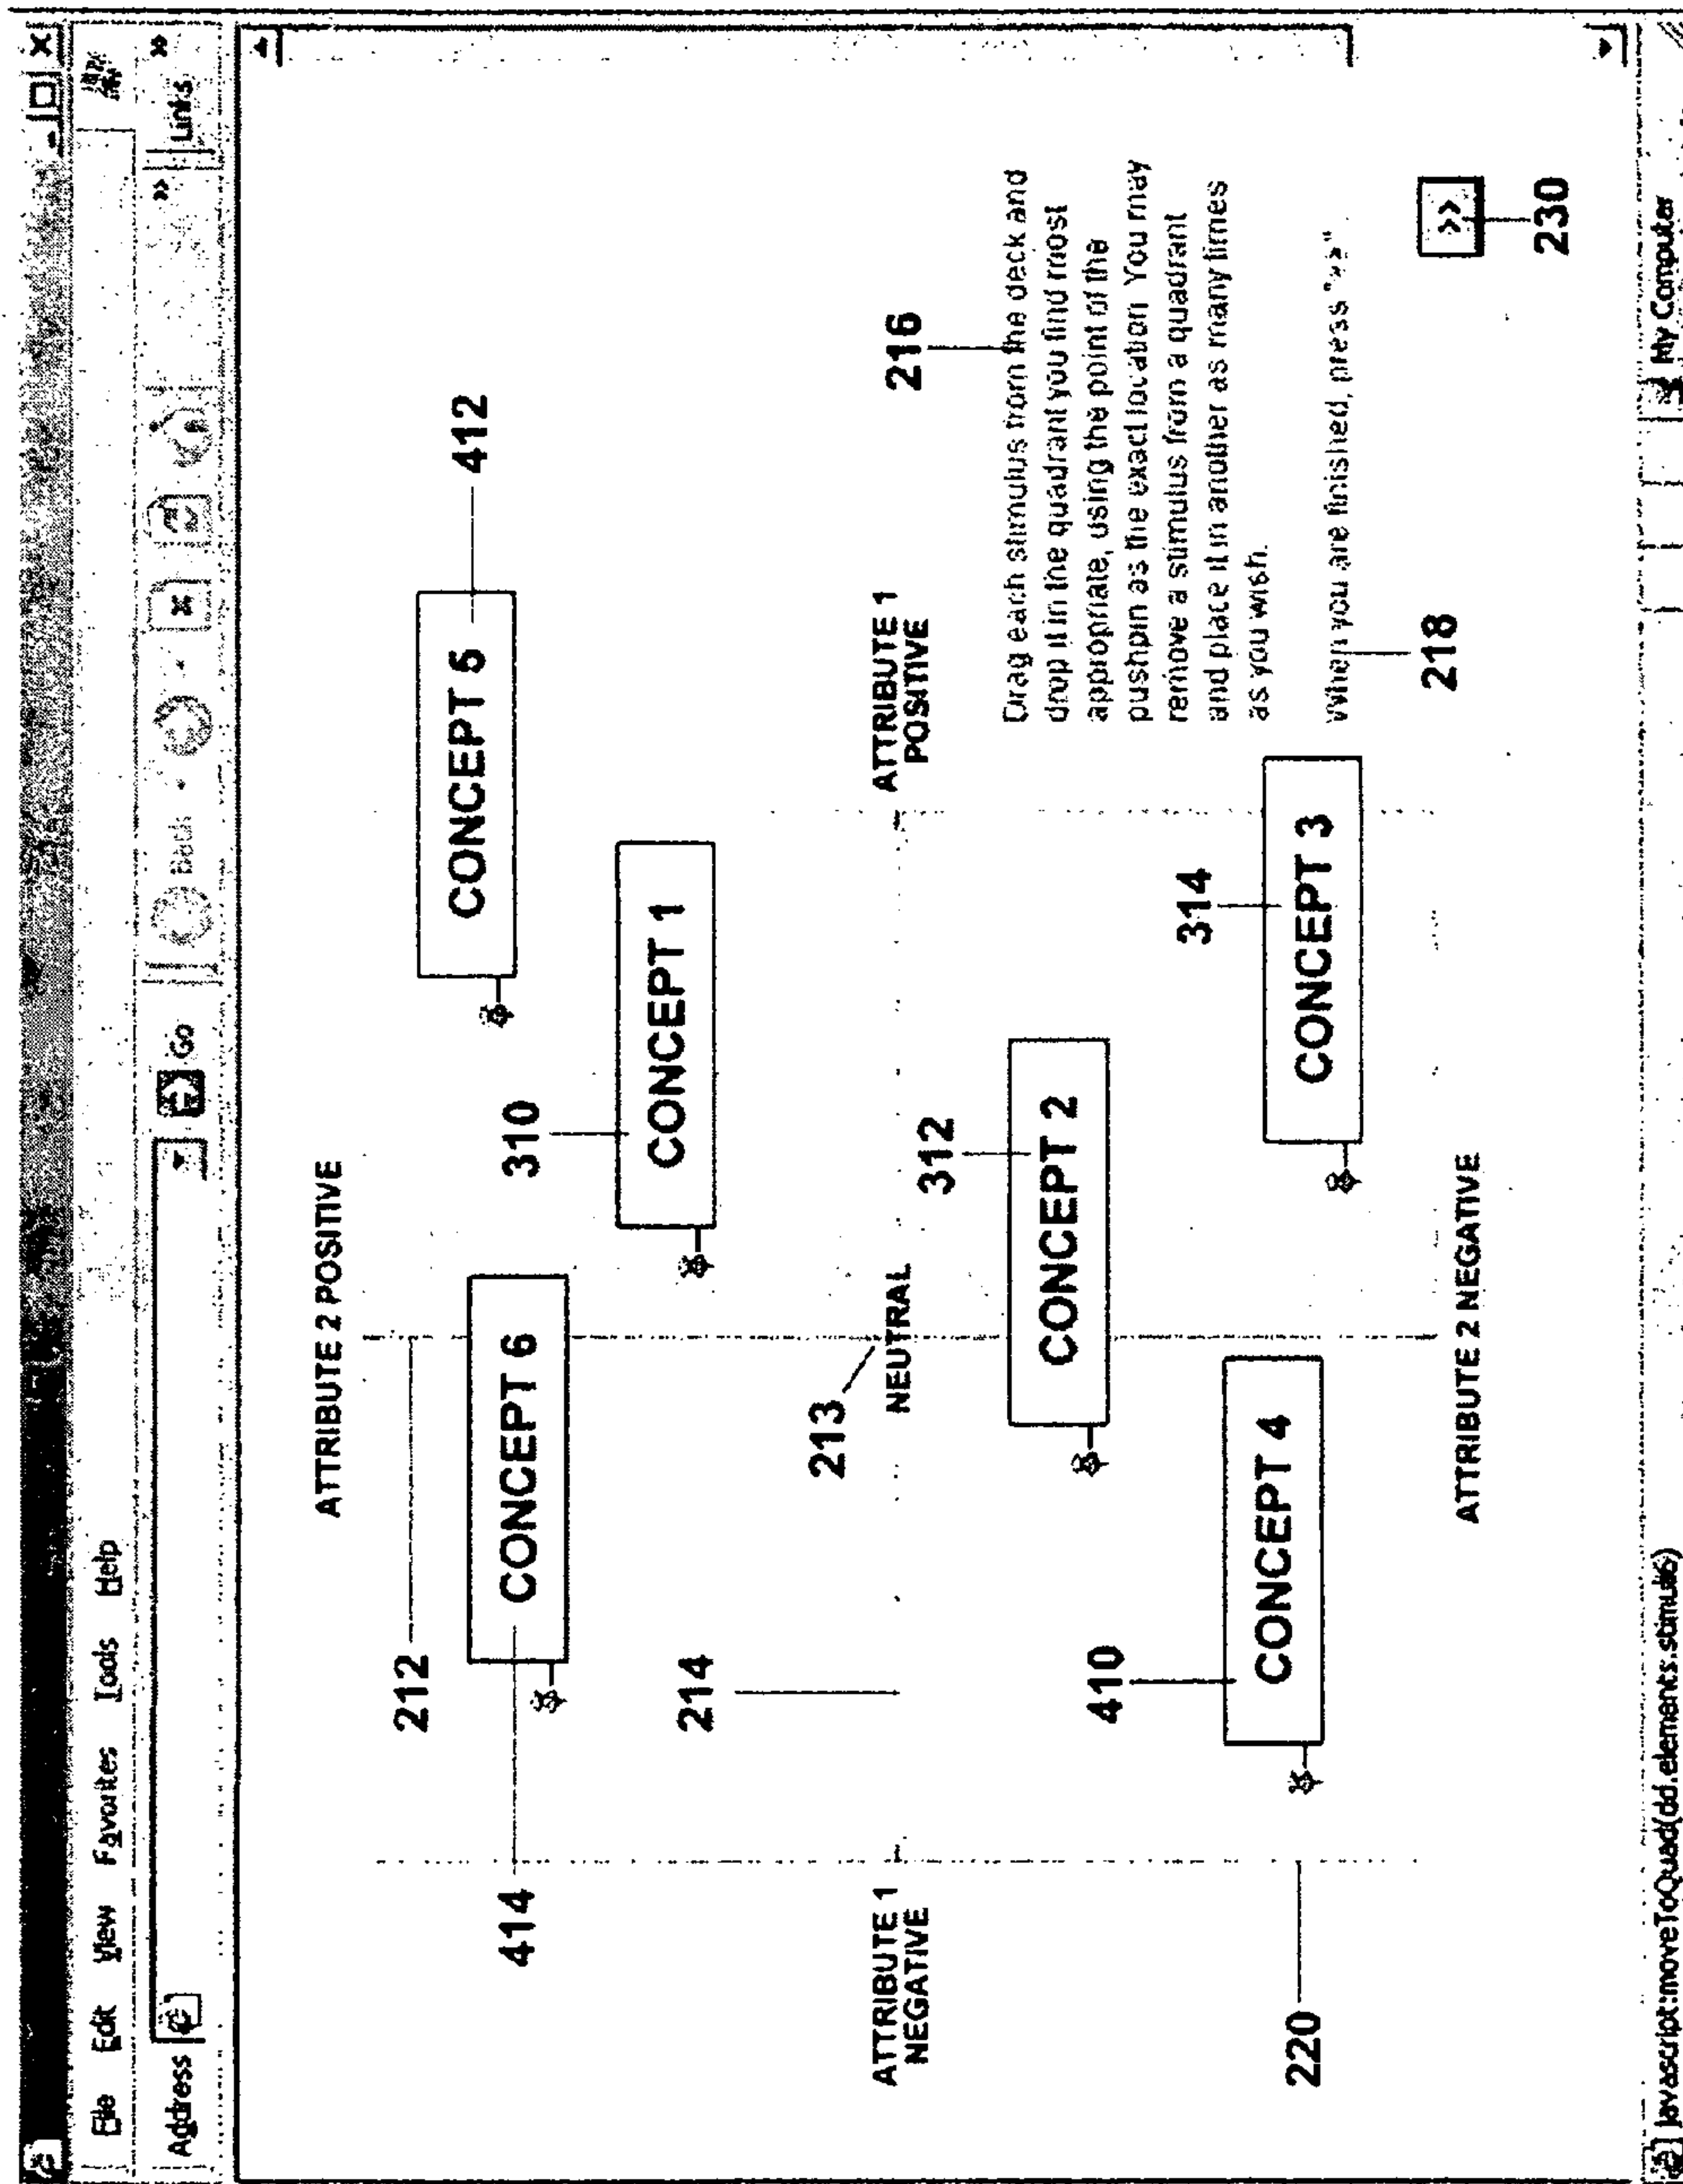 File Edit View Favorites Tools Help
Back
Address
Go
Links
ATTRIBUTE 2 POSITIVE
212
414
CONCEPT 6
CONCEPT 5
412
310
CONCEPT 1
214
213
NEUTRAL
ATTRIBUTE 1
NEGATIVE
ATTRIBUTE 1
POSITIVE
216
312
CONCEPT 2
Drag each stimulus from the deck and
drop it in the quadrant you find most
appropriate, using the point of the
pushpin as the exact location. You may
remove a stimulus from a quadrant
and place it in another as many times
as you wish.
410
CONCEPT 4
314
CONCEPT 3
When you are finished, press ">>"
218
220
ATTRIBUTE 2 NEGATIVE
>>
230
javascript:moveToQuad(dd.elements.stimuli6)
My Computer